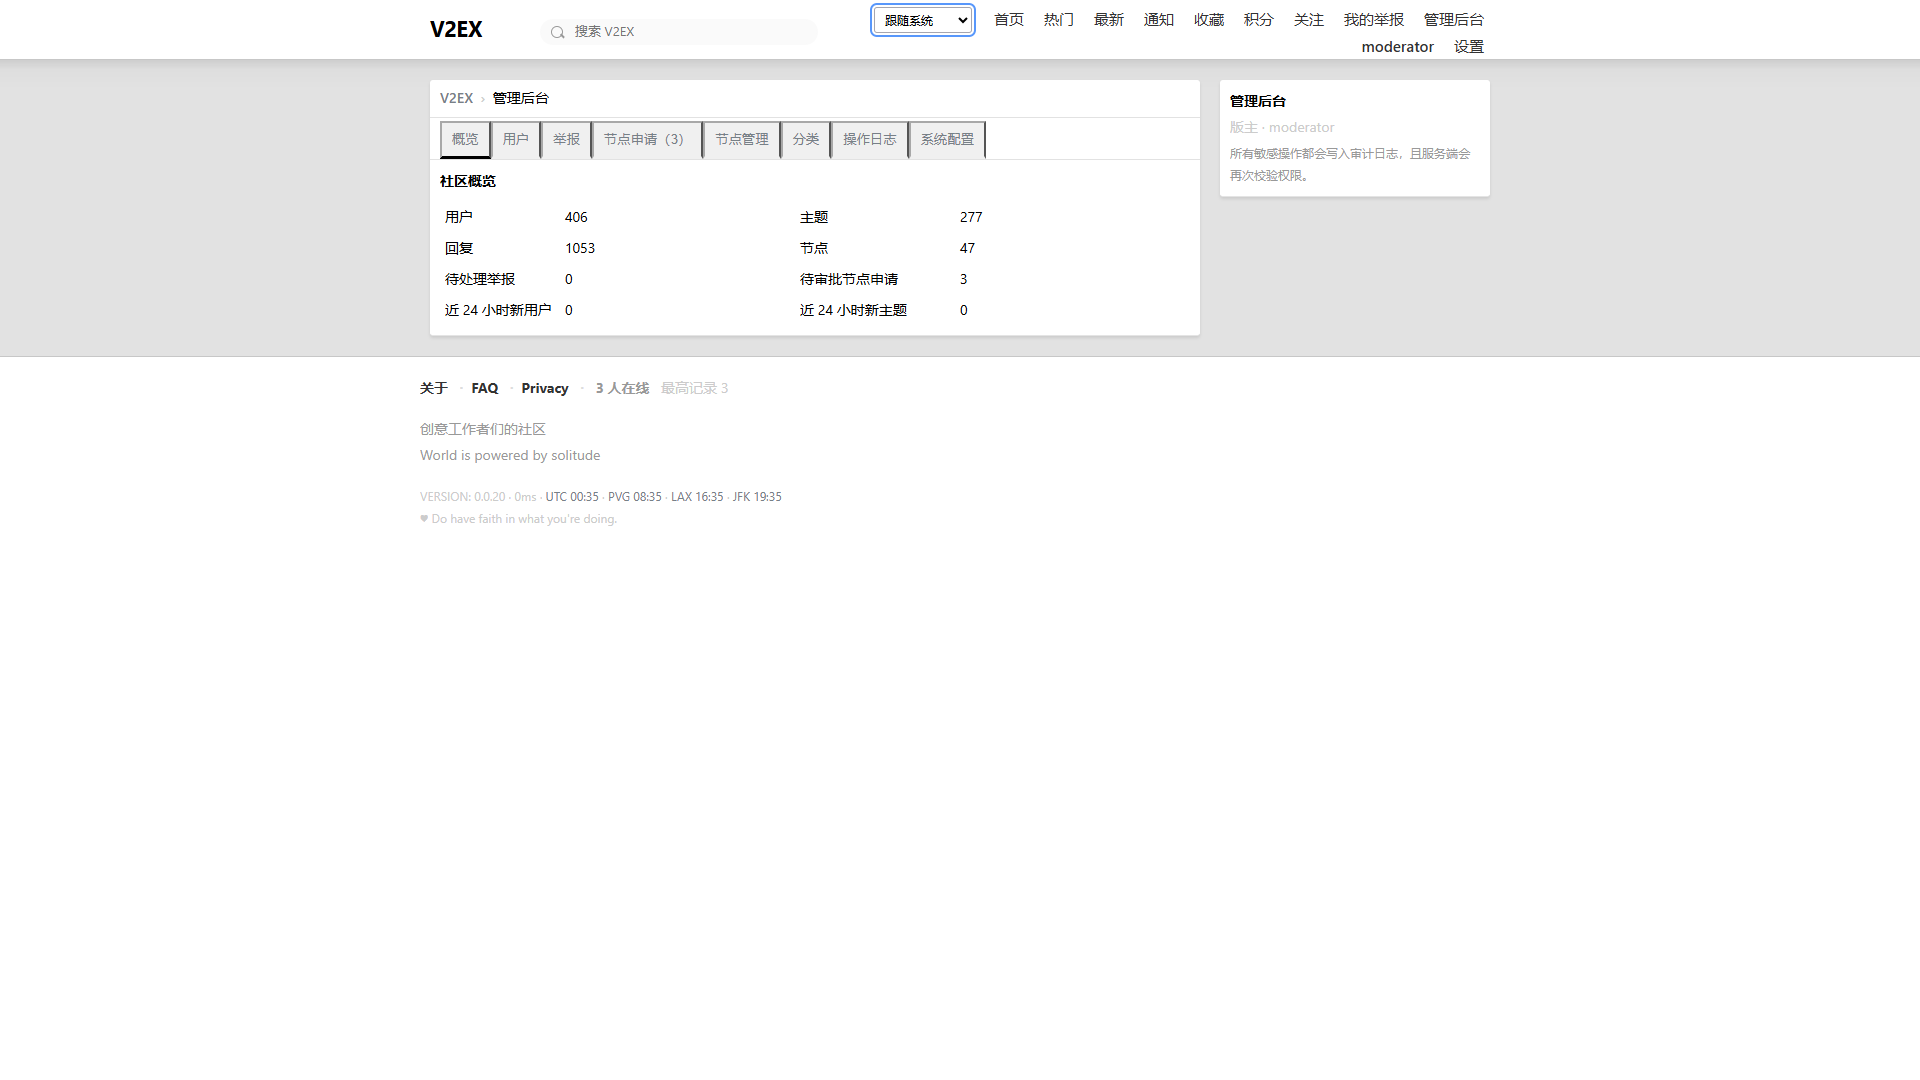 V2EX
搜索 V2EX
跟随系统
首页 热门 最新 通知 收藏 积分 关注 我的举报 管理后台
moderator 设置
V2EX › 管理后台
概览 用户 举报 节点申请（3） 节点管理 分类 操作日志 系统配置
社区概览
用户 406 主题 277
回复 1053 节点 47
待处理举报 0 待审批节点申请 3
近 24 小时新用户 0 近 24 小时新主题 0
管理后台
版主 · moderator
所有敏感操作都会写入审计日志，且服务端会
再次校验权限。
关于 · FAQ · Privacy · 3 人在线 最高记录 3
创意工作者们的社区
World is powered by solitude
VERSION: 0.0.20 · 0ms · UTC 00:35 · PVG 08:35 · LAX 16:35 · JFK 19:35
♥ Do have faith in what you're doing.